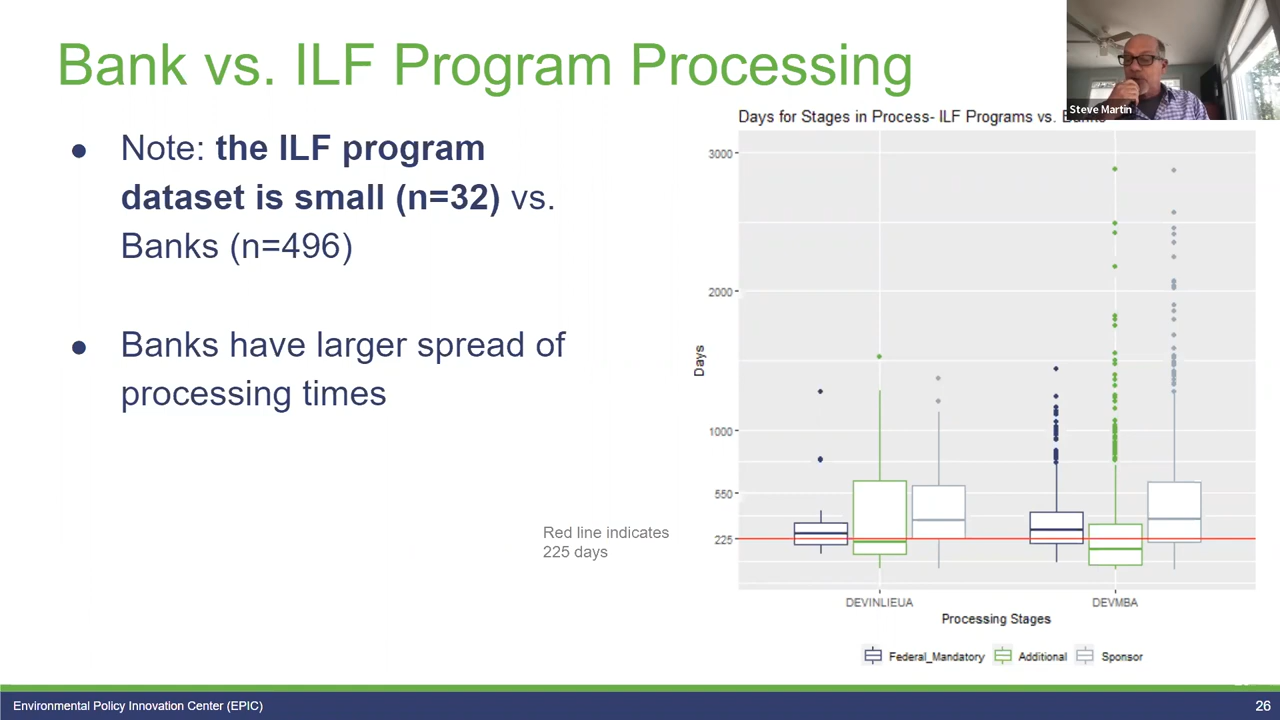 Bank vs. ILF Program Processing
Steve Martin
● Note: the ILF program
dataset is small (n=32) vs.
Banks (n=496)
● Banks have larger spread of
processing times
Red line indicates
225 days
Days for Stages in Process- ILF Programs vs. Banks
3000
2000
1000
550
225
Days
DEVINLIEUA
DEVMBA
Processing Stages
Federal_Mandatory
Additional
Sponsor
Environmental Policy Innovation Center (EPIC)
26